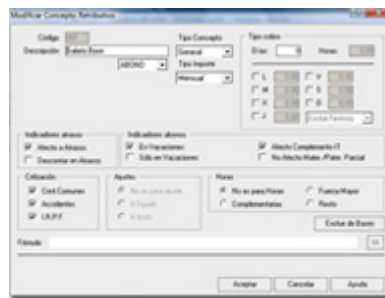 Modificar Concepto Retributivo
Código
Tipo Concepto
Tipo cobro
Descripción Salario Base
General
Días: 0 Horas:
ABONO
Tipo Importe
Mensual
L V
M S
X D
J Excluir Festivos
Indicadores atrasos
Indicadores abonos
Afecto a Atrasos
En Vacaciones
Afecto Complemento IT
Descontar en Atrasos
Sólo en Vacaciones
No Afecto Mater./Pater. Parcial
Cotización
Ajustes
Horas
Cont.Comunes
No es para ajuste
No es para Horas
Fuerza Mayor
Accidentes
A líquido
Complementarias
Resto
I.R.P.F.
A bruto
Excluir de Bases
Fórmula
Aceptar Cancelar Ayuda